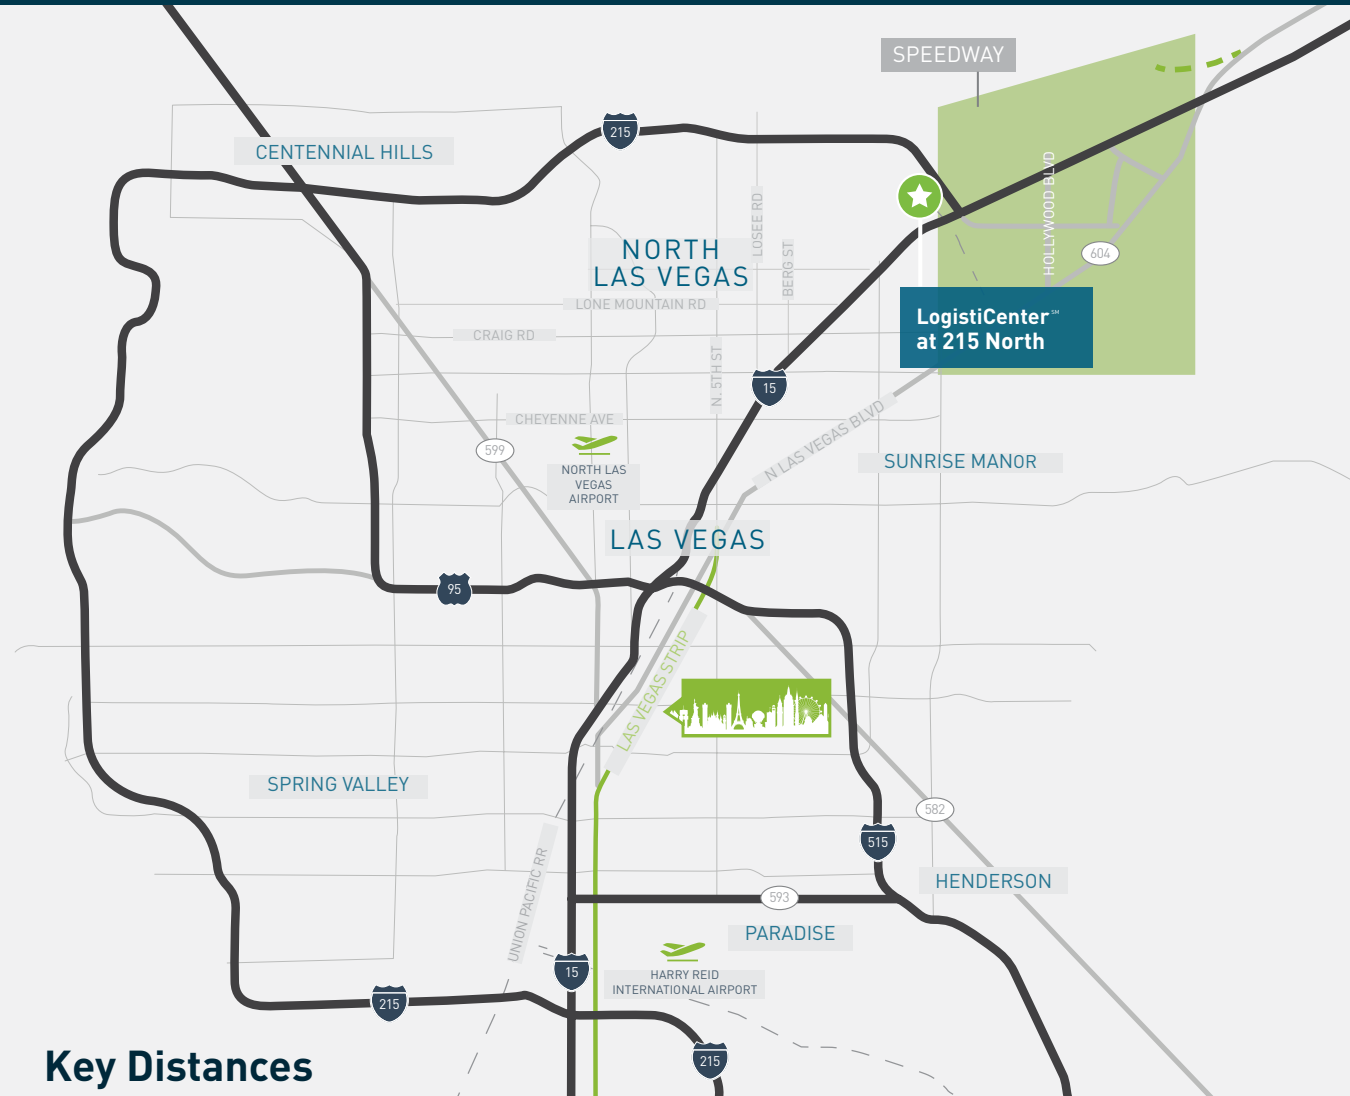 SPEEDWAY
215
CENTENNIAL HILLS
HOLLYWOOD BLVD
LOSEE RD
NORTH
LAS VEGAS
BERG ST
604
LONE MOUNTAIN RD
LogistiCenter℠
at 215 North
CRAIG RD
N. 5TH ST
15
CHEYENNE AVE
N LAS VEGAS BLVD
599
NORTH LAS
VEGAS
AIRPORT
SUNRISE MANOR
LAS VEGAS
95
LAS VEGAS STRIP
SPRING VALLEY
582
515
UNION PACIFIC RR
HENDERSON
593
PARADISE
15
HARRY REID
INTERNATIONAL AIRPORT
215
215
Key Distances